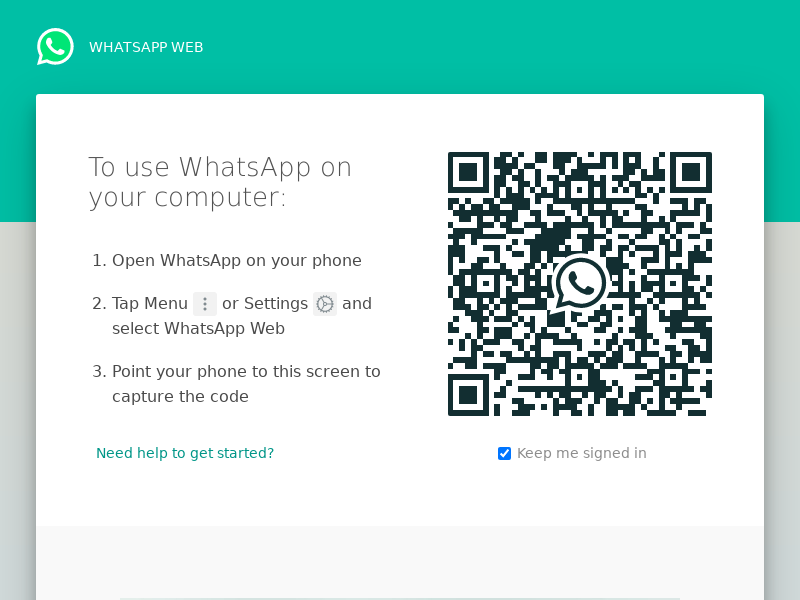 WHATSAPP WEB
To use WhatsApp on
your computer:
1. Open WhatsApp on your phone
2. Tap Menu or Settings and
select WhatsApp Web
3. Point your phone to this screen to
capture the code
Need help to get started?
Keep me signed in